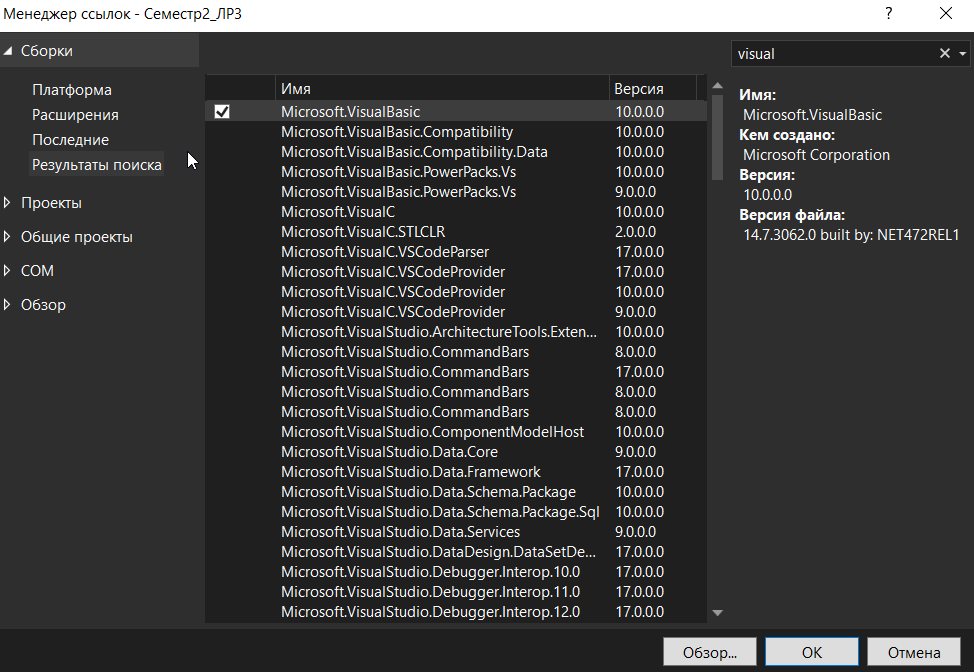 Менеджер ссылок - Семестр2_ЛР3
?
Сборки
Платформа
Расширения
Последние
Результаты поиска
Проекты
Общие проекты
COM
Обзор
Имя Версия
Microsoft.VisualBasic 10.0.0.0
Microsoft.VisualBasic.Compatibility 10.0.0.0
Microsoft.VisualBasic.Compatibility.Data 10.0.0.0
Microsoft.VisualBasic.PowerPacks.Vs 10.0.0.0
Microsoft.VisualBasic.PowerPacks.Vs 9.0.0.0
Microsoft.VisualC 10.0.0.0
Microsoft.VisualC.STLCLR 2.0.0.0
Microsoft.VisualC.VSCodeParser 17.0.0.0
Microsoft.VisualC.VSCodeProvider 17.0.0.0
Microsoft.VisualC.VSCodeProvider 10.0.0.0
Microsoft.VisualC.VSCodeProvider 9.0.0.0
Microsoft.VisualStudio.ArchitectureTools.Exten... 10.0.0.0
Microsoft.VisualStudio.CommandBars 8.0.0.0
Microsoft.VisualStudio.CommandBars 17.0.0.0
Microsoft.VisualStudio.CommandBars 8.0.0.0
Microsoft.VisualStudio.CommandBars 8.0.0.0
Microsoft.VisualStudio.ComponentModelHost 10.0.0.0
Microsoft.VisualStudio.Data.Core 9.0.0.0
Microsoft.VisualStudio.Data.Framework 17.0.0.0
Microsoft.VisualStudio.Data.Schema.Package 10.0.0.0
Microsoft.VisualStudio.Data.Schema.Package.Sql 10.0.0.0
Microsoft.VisualStudio.Data.Services 9.0.0.0
Microsoft.VisualStudio.DataDesign.DataSetDe... 17.0.0.0
Microsoft.VisualStudio.Debugger.Interop.10.0 17.0.0.0
Microsoft.VisualStudio.Debugger.Interop.11.0 17.0.0.0
Microsoft.VisualStudio.Debugger.Interop.12.0 17.0.0.0
visual
Имя:
Microsoft.VisualBasic
Кем создано:
Microsoft Corporation
Версия:
10.0.0.0
Версия файла:
14.7.3062.0 built by: NET472REL1
Обзор... ОК Отмена